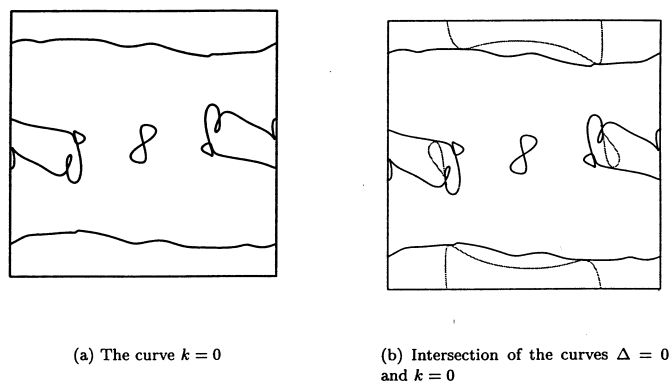 (a) The curve k = 0
(b) Intersection of the curves Δ = 0
and k = 0